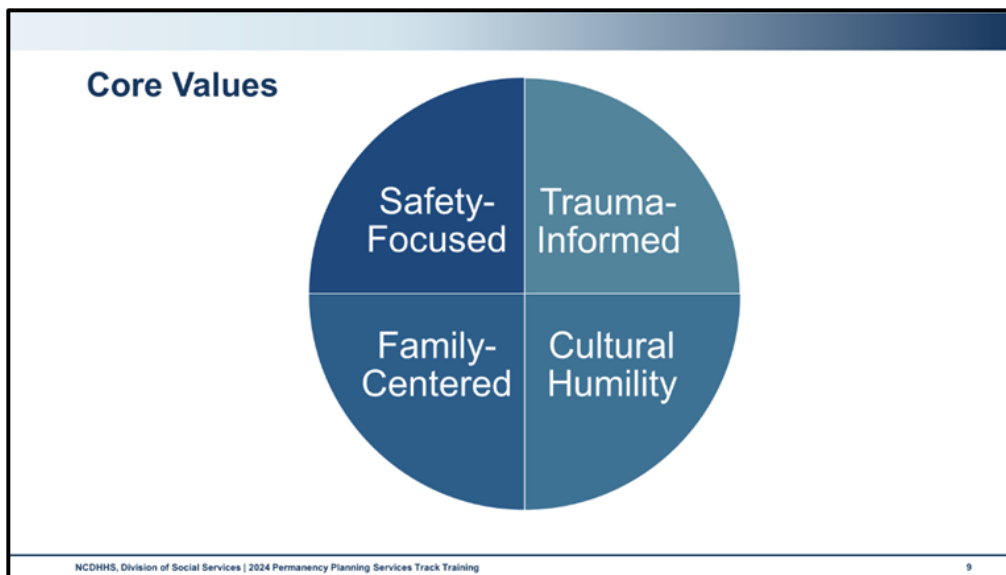 Core Values
Safety-
Focused
Trauma-
Informed
Family-
Centered
Cultural
Humility
NCDHHS, Division of Social Services | 2024 Permanency Planning Services Track Training
9